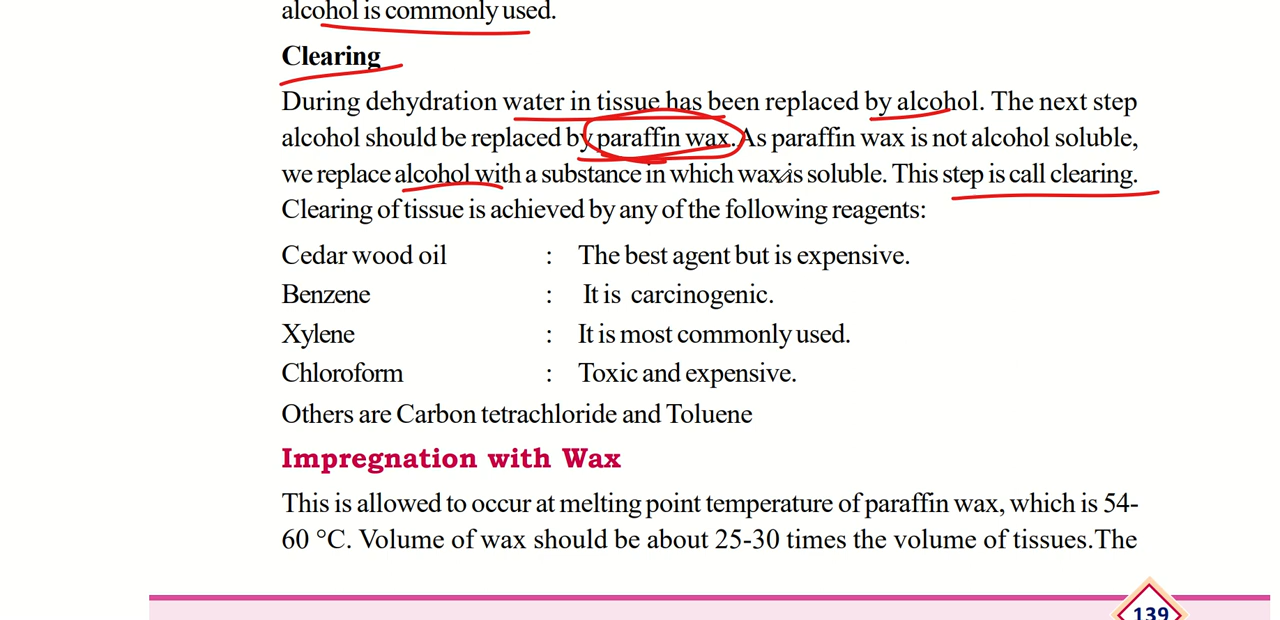 alcohol is commonly used.
Clearing
During dehydration water in tissue has been replaced by alcohol. The next step
alcohol should be replaced by paraffin wax. As paraffin wax is not alcohol soluble,
we replace alcohol with a substance in which wax is soluble. This step is call clearing.
Clearing of tissue is achieved by any of the following reagents:
Cedar wood oil : The best agent but is expensive.
Benzene : It is carcinogenic.
Xylene : It is most commonly used.
Chloroform : Toxic and expensive.
Others are Carbon tetrachloride and Toluene
Impregnation with Wax
This is allowed to occur at melting point temperature of paraffin wax, which is 54-
60 °C. Volume of wax should be about 25-30 times the volume of tissues.The
139